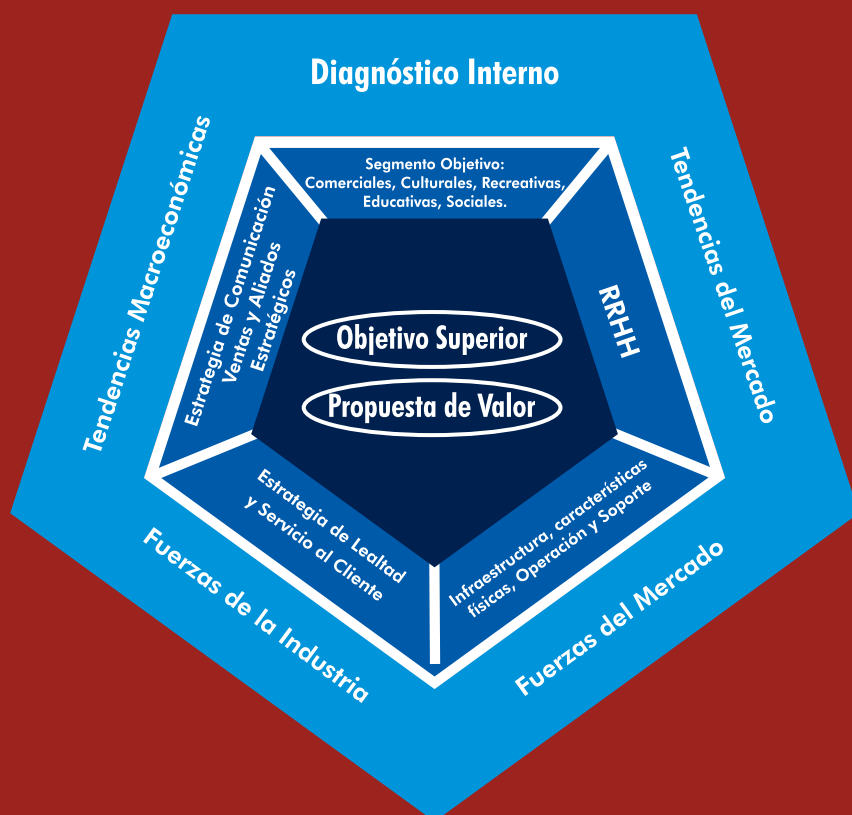 Diagnóstico Interno
Tendencias Macroeconómicas
Tendencias del Mercado
Segmento Objetivo:
Comerciales, Culturales, Recreativas,
Educativas, Sociales.
Estrategia de Comunicación
Ventas y Aliados
Estratégicos
RRHH
Objetivo Superior
Propuesta de Valor
Estrategia de Lealtad
y Servicio al Cliente
Infraestructura, características
físicas, Operación y Soporte
Fuerzas de la Industria
Fuerzas del Mercado